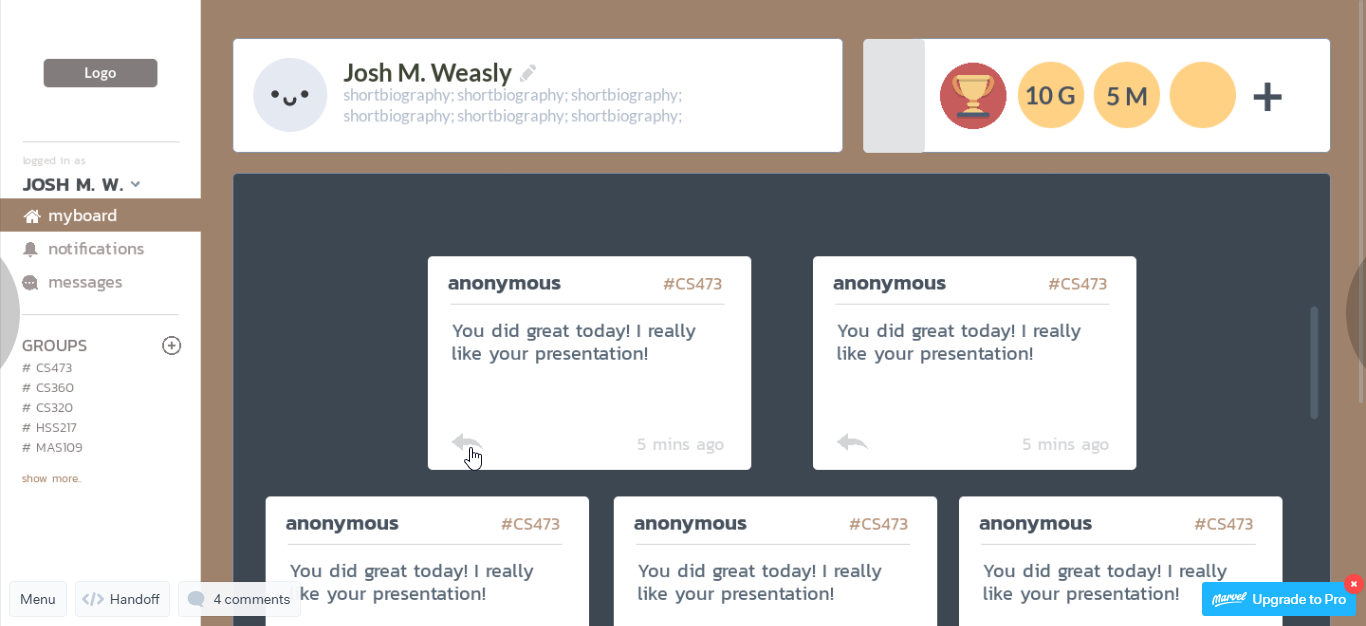 Logo
logged in as
JOSH M. W.
myboard
notifications
messages
GROUPS
# CS473
# CS360
# CS320
# HSS217
# MAS109
show more..
Josh M. Weasly
shortbiography; shortbiography; shortbiography;
shortbiography; shortbiography; shortbiography;
10 G
5 M
+
anonymous #CS473
You did great today! I really
like your presentation!
5 mins ago
anonymous #CS473
You did great today! I really
like your presentation!
5 mins ago
anonymous #CS473
You did great today! I really
like your presentation!
anonymous #CS473
You did great today! I really
like your presentation!
anonymous #CS473
You did great today! I really
like your presentation!
Menu
</> Handoff
4 comments
Marvel Upgrade to Pro